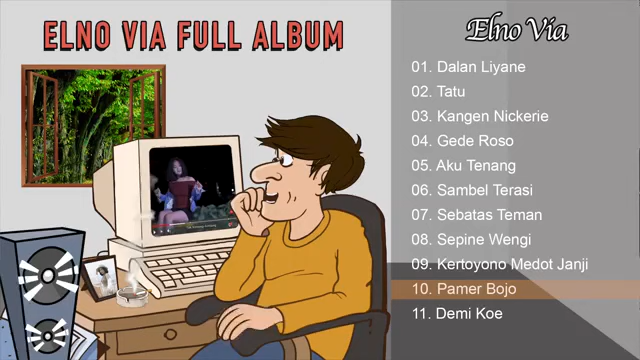 ELNO VIA FULL ALBUM
Elno Via
01. Dalan Liyane
02. Tatu
03. Kangen Nickerie
04. Gede Roso
05. Aku Tenang
06. Sambel Terasi
07. Sebatas Teman
08. Sepine Wengi
09. Kertoyono Medot Janji
10. Pamer Bojo
11. Demi Koe